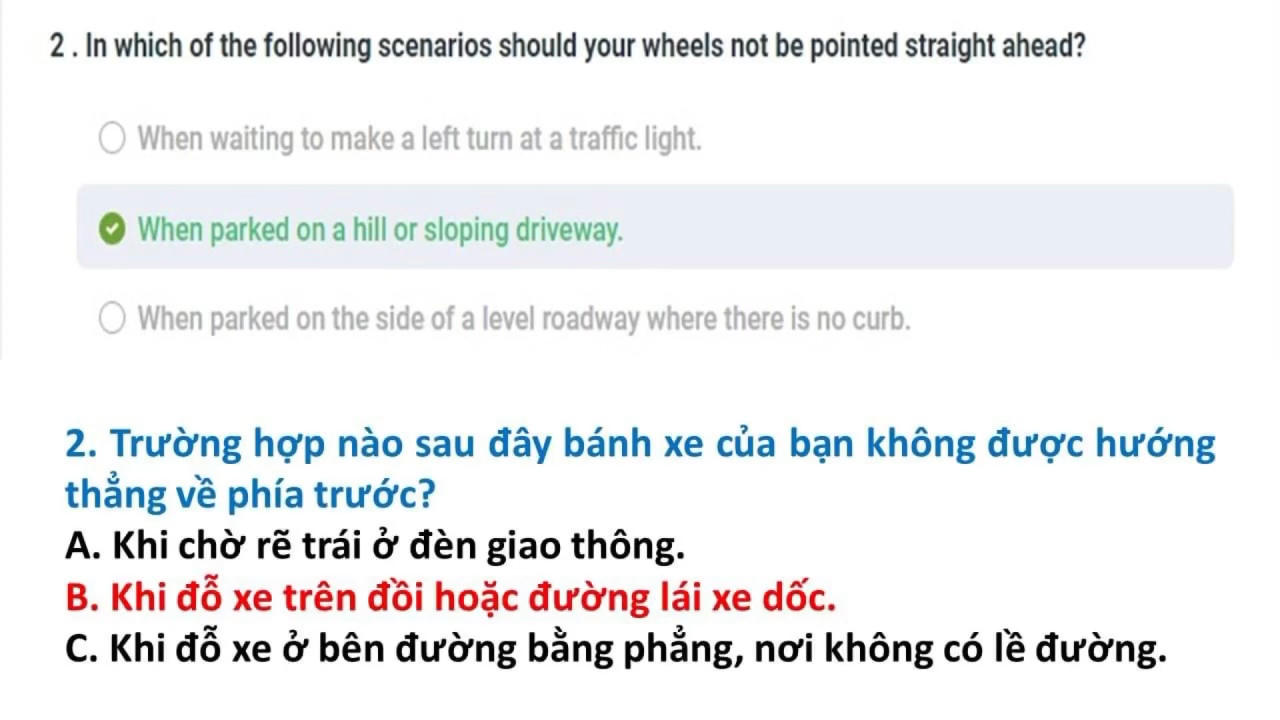 2 . In which of the following scenarios should your wheels not be pointed straight ahead?
When waiting to make a left turn at a traffic light.
When parked on a hill or sloping driveway.
When parked on the side of a level roadway where there is no curb.
2. Trường hợp nào sau đây bánh xe của bạn không được hướng
thẳng về phía trước?
A. Khi chờ rẽ trái ở đèn giao thông.
B. Khi đỗ xe trên đồi hoặc đường lái xe dốc.
C. Khi đỗ xe ở bên đường bằng phẳng, nơi không có lề đường.